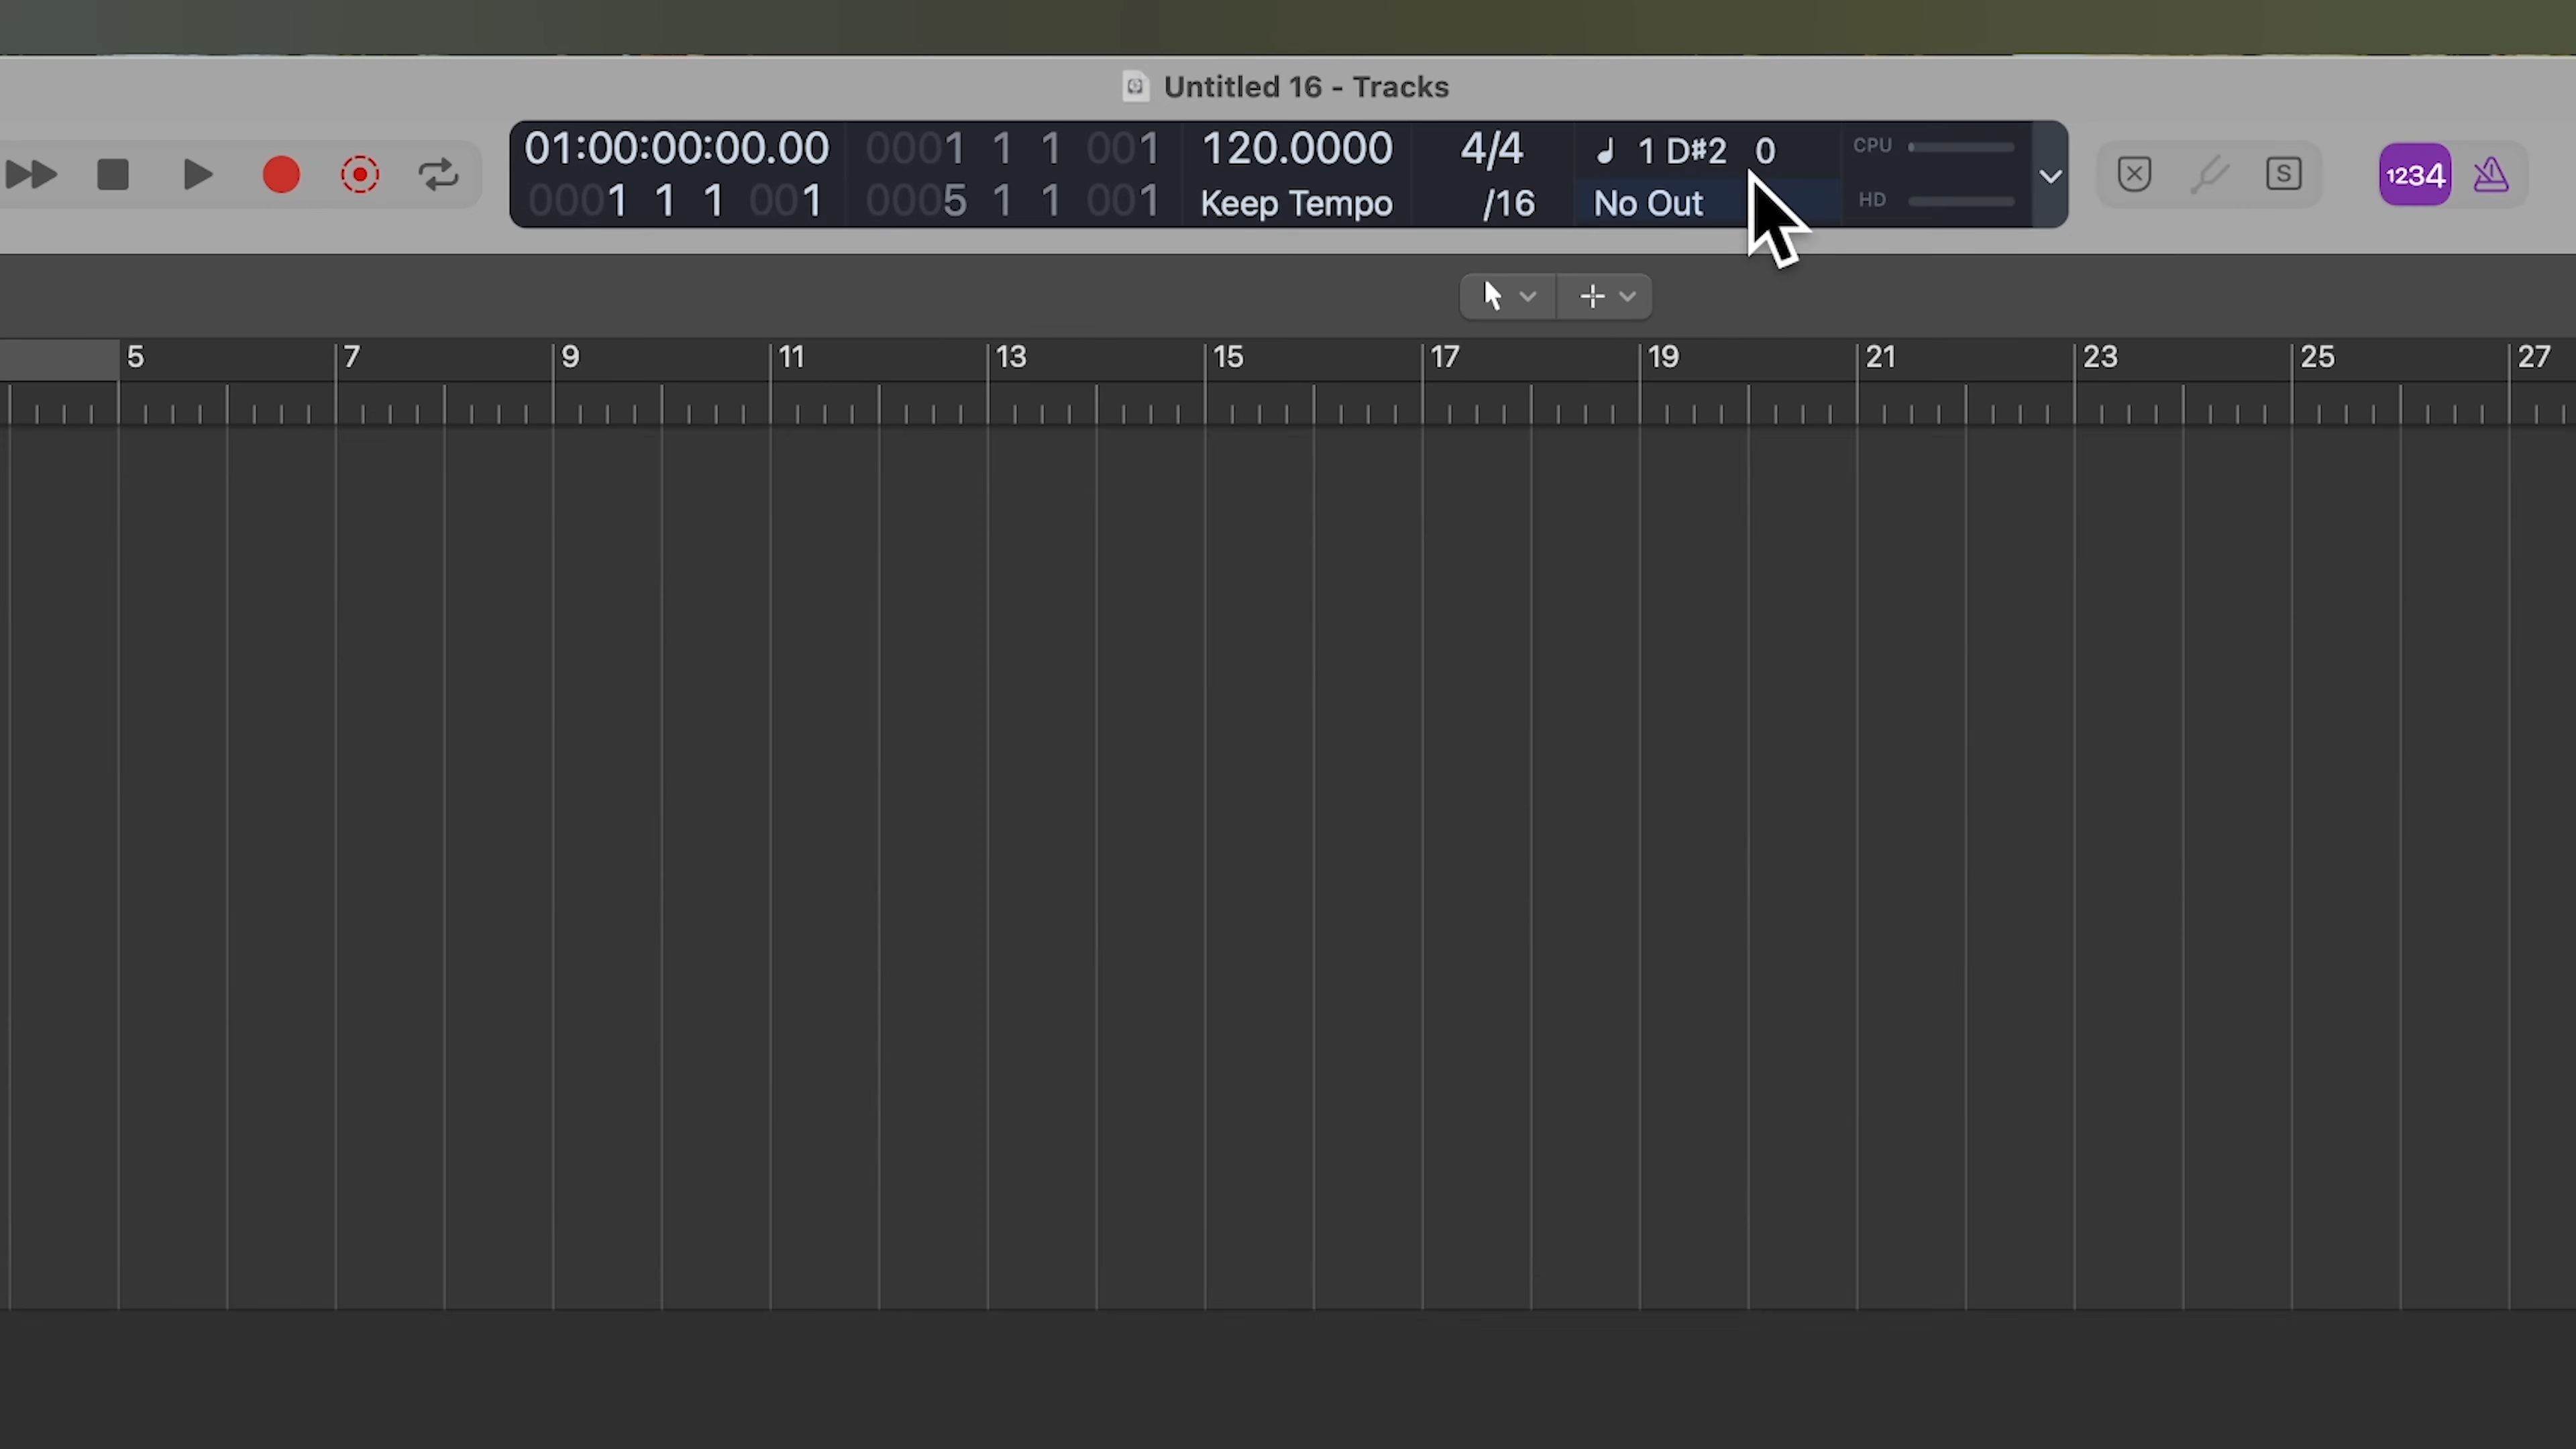 Untitled 16 - Tracks
01:00:00:00.00 0001 1 1 001 120.0000 4/4 1 D#2 0 CPU
0001 1 1 001 0005 1 1 001 Keep Tempo /16 No Out HD
S 1234
5 7 9 11 13 15 17 19 21 23 25 27